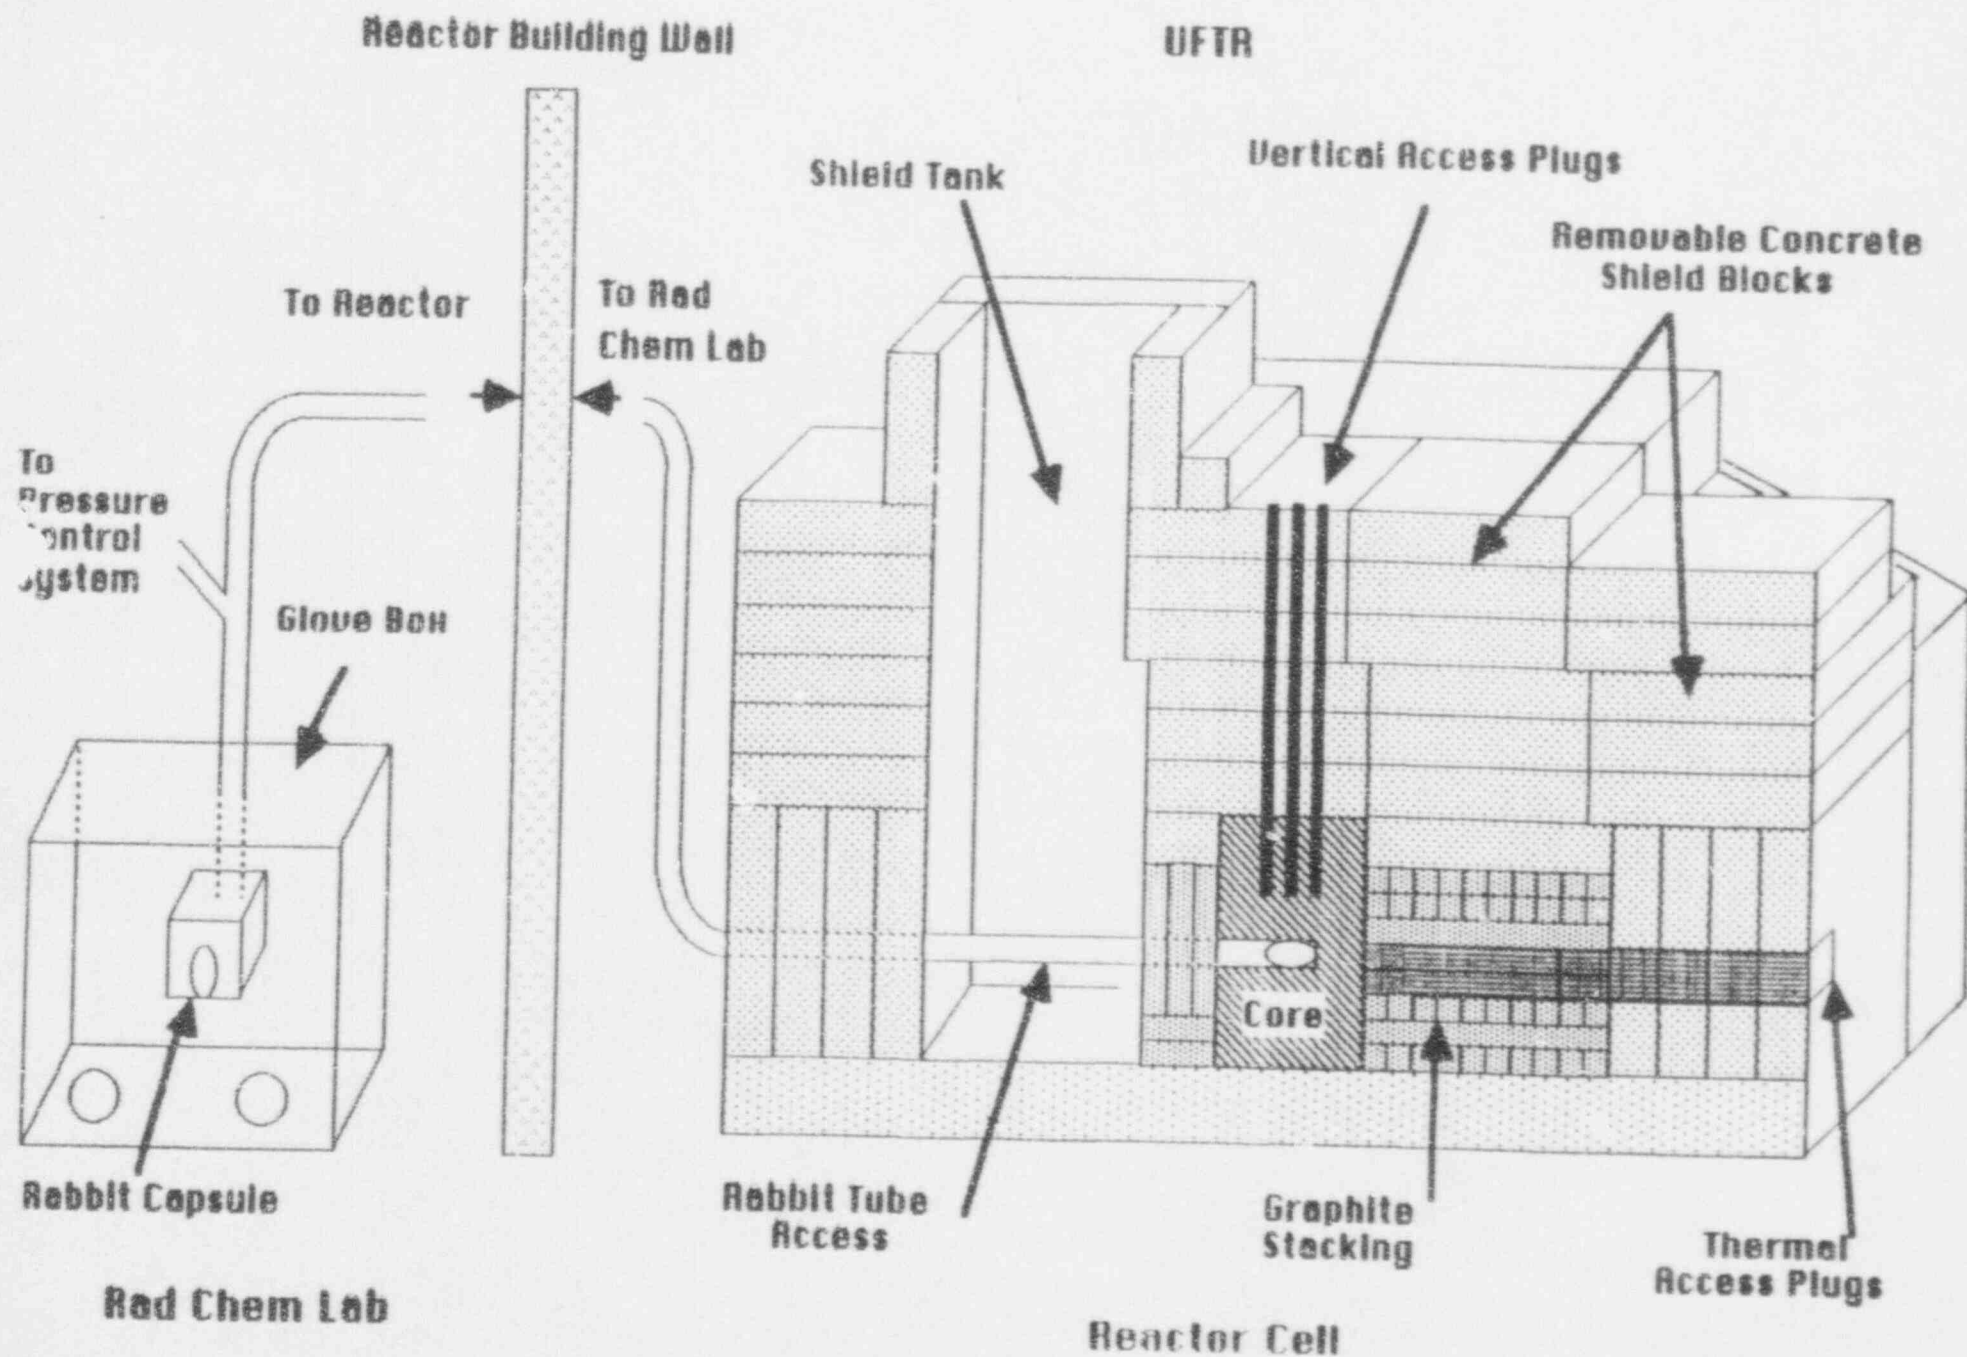 Reactor Building Wall
UFTR
Shield Tank
Vertical Access Plugs
Removable Concrete
Shield Blocks
To Reactor
To Rad
Chem Lab
To
Pressure
Control
System
Glove Box
Rabbit Capsule
Rabbit Tube
Access
Core
Graphite
Stacking
Thermal
Access Plugs
Rad Chem Lab
Reactor Cell